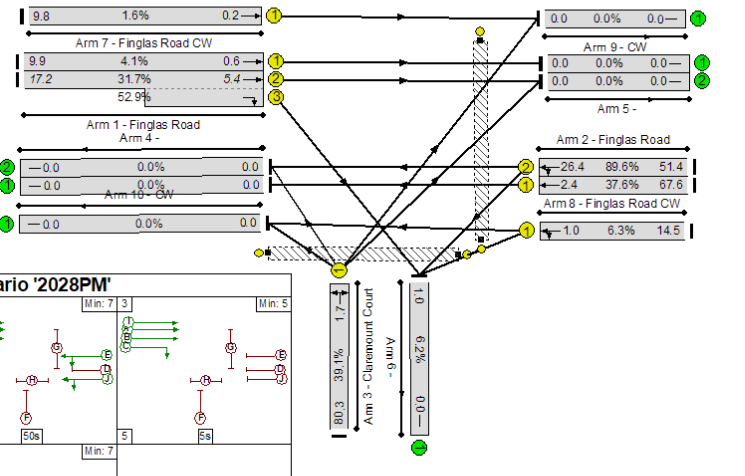 9.8 1.6% 0.2 1
Arm 7 - Finglas Road CW
9.9 4.1% 0.6 1
17.2 31.7% 5.4 2
52.9% 3
Arm 1 - Finglas Road
1 0.0 0.0% 0.0 1
Arm 9 - CW
0.0 0.0% 0.0 1
0.0 0.0% 0.0 2
Arm 5 -
Arm 4 -
2 0.0 0.0% 0.0
1 0.0 0.0% 0.0
Arm 10 - CW
1 0.0 0.0% 0.0
Arm 2 - Finglas Road
2 26.4 89.6% 51.4
1 2.4 37.6% 67.6
Arm 8 - Finglas Road CW
1 1.0 6.3% 14.5
1
80.3 39.1% 1.7
Arm 3 - Claremont Court
Arm 6 -
1.0 6.2% 0.0
1
ario '2028PM'
Min: 7 3 Min: 5
G E D J H F
I A B C G E D J H F
50s 5 5s
Min: 7